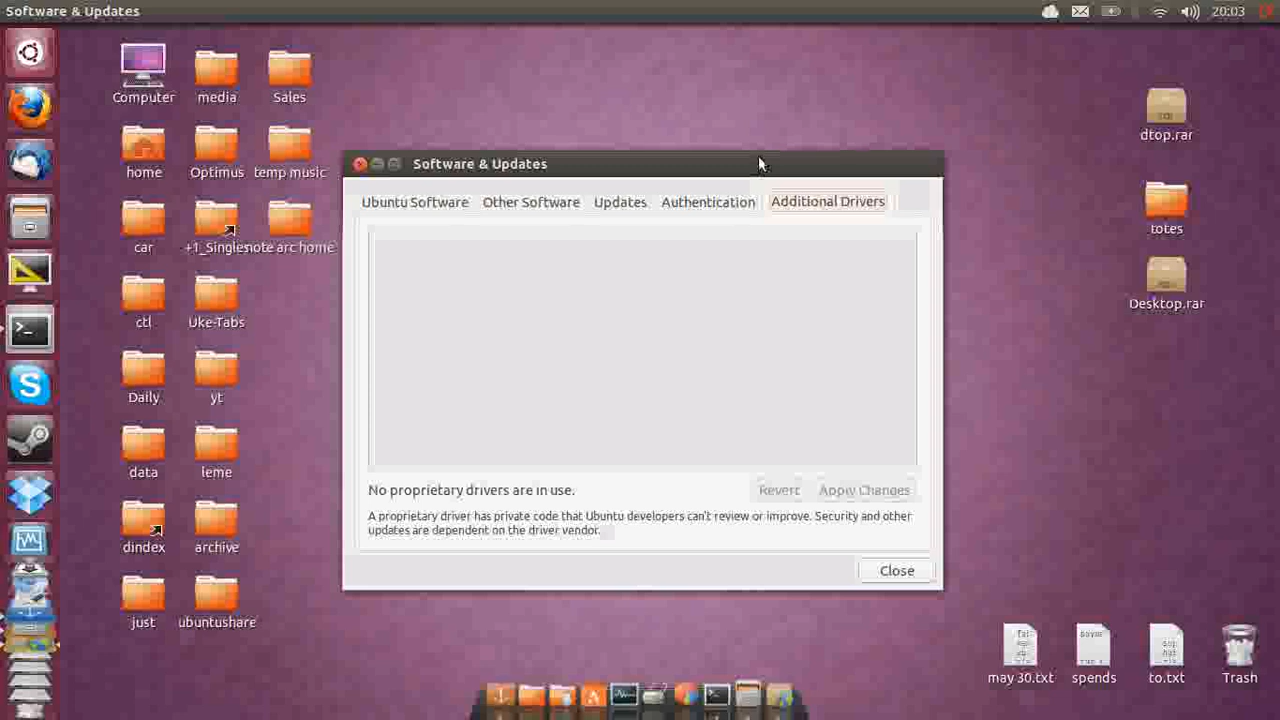 Software & Updates
20:03
Computer
media
Sales
home
Optimus
temp music
car
+1_Singles
note arc home
ctl
Uke-Tabs
Daily
yt
data
leme
dindex
archive
just
ubuntushare
Software & Updates
Ubuntu Software
Other Software
Updates
Authentication
Additional Drivers
No proprietary drivers are in use.
Revert
Apply Changes
A proprietary driver has private code that Ubuntu developers can't review or improve. Security and other
updates are dependent on the driver vendor.
Close
dtop.rar
totes
Desktop.rar
may 30.txt
spends
to.txt
Trash